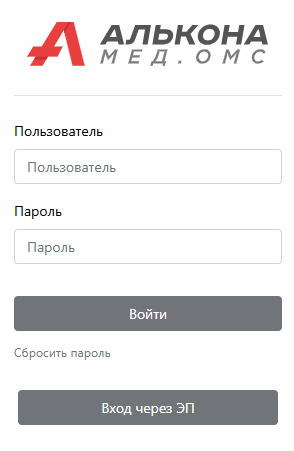 АЛЬКОНА
МЕД.ОМС
Пользователь
Пользователь
Пароль
Пароль
Войти
Сбросить пароль
Вход через ЭП